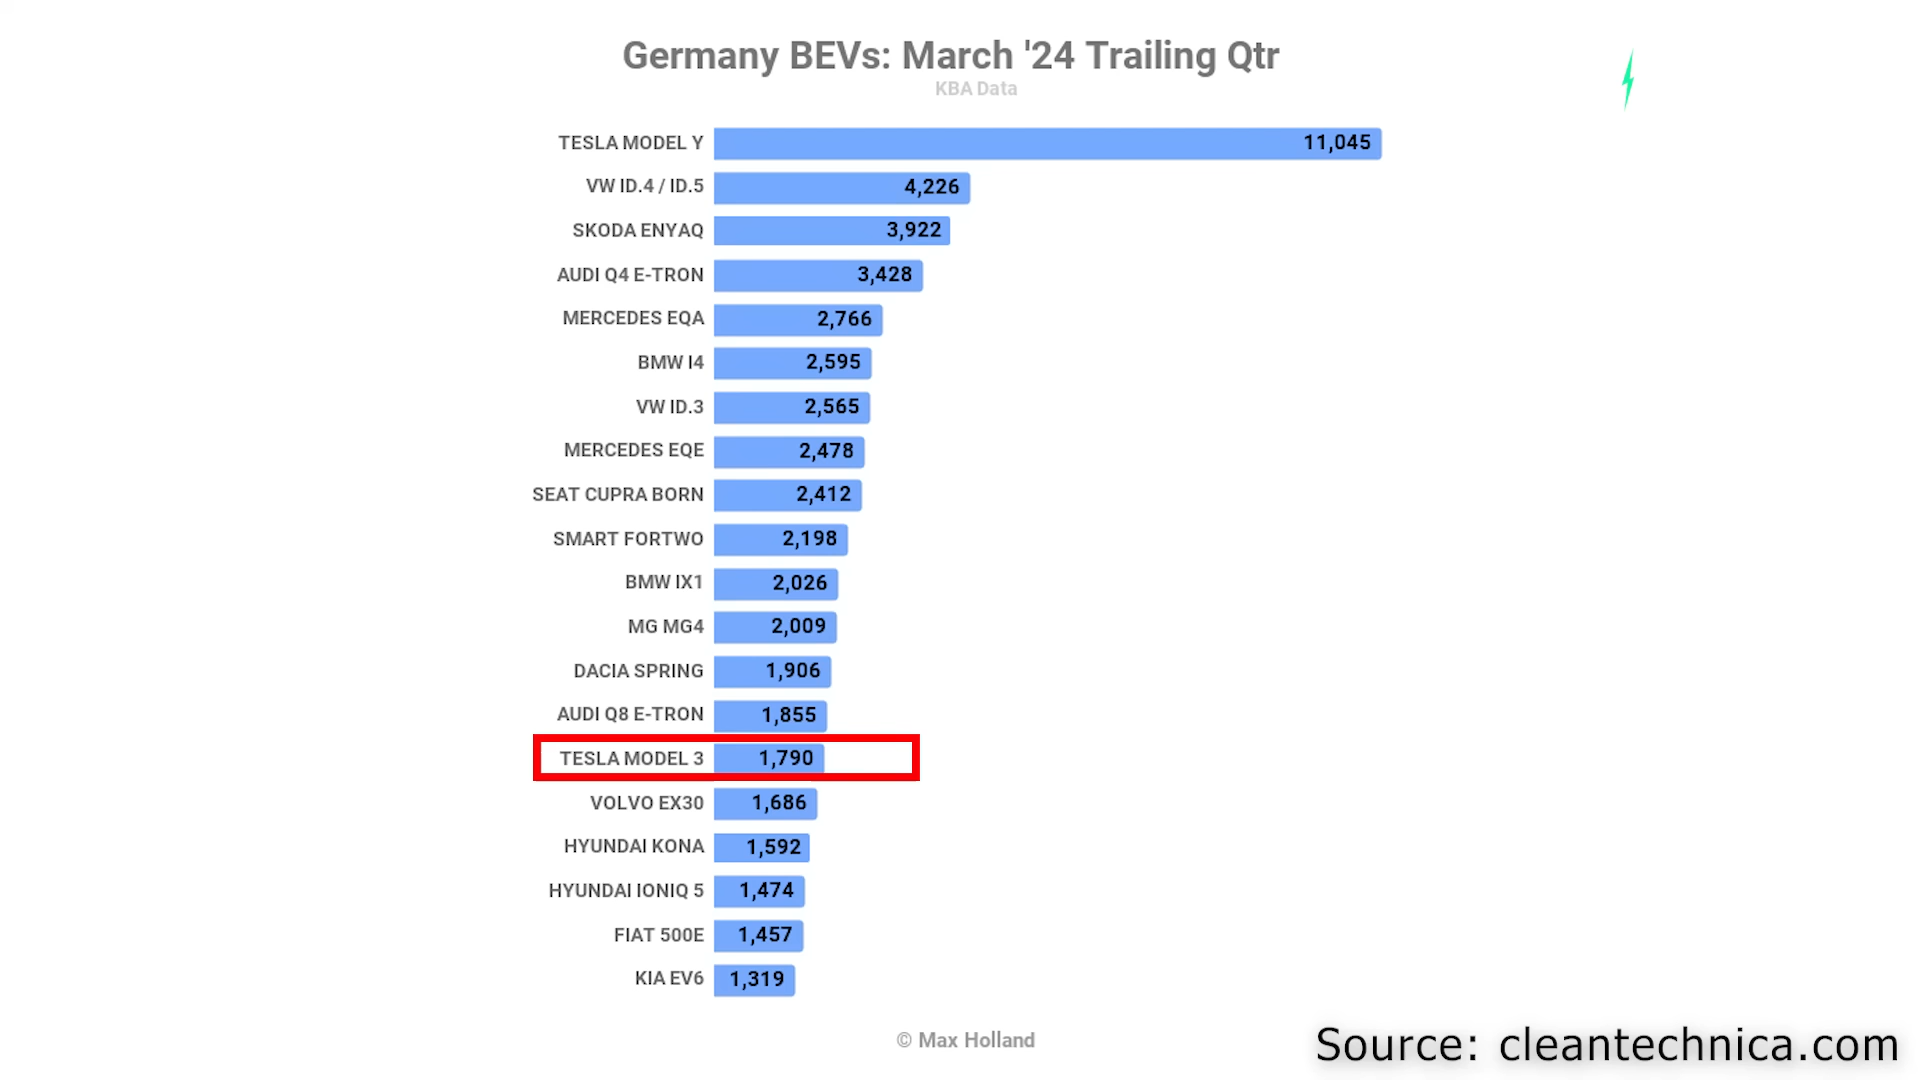 Germany BEVs: March '24 Trailing Qtr
KBA Data
TESLA MODEL Y 11,045
VW ID.4 / ID.5 4,226
SKODA ENYAQ 3,922
AUDI Q4 E-TRON 3,428
MERCEDES EQA 2,766
BMW I4 2,595
VW ID.3 2,565
MERCEDES EQE 2,478
SEAT CUPRA BORN 2,412
SMART FORTWO 2,198
BMW IX1 2,026
MG MG4 2,009
DACIA SPRING 1,906
AUDI Q8 E-TRON 1,855
TESLA MODEL 3 1,790
VOLVO EX30 1,686
HYUNDAI KONA 1,592
HYUNDAI IONIQ 5 1,474
FIAT 500E 1,457
KIA EV6 1,319
© Max Holland
Source: cleantechnica.com